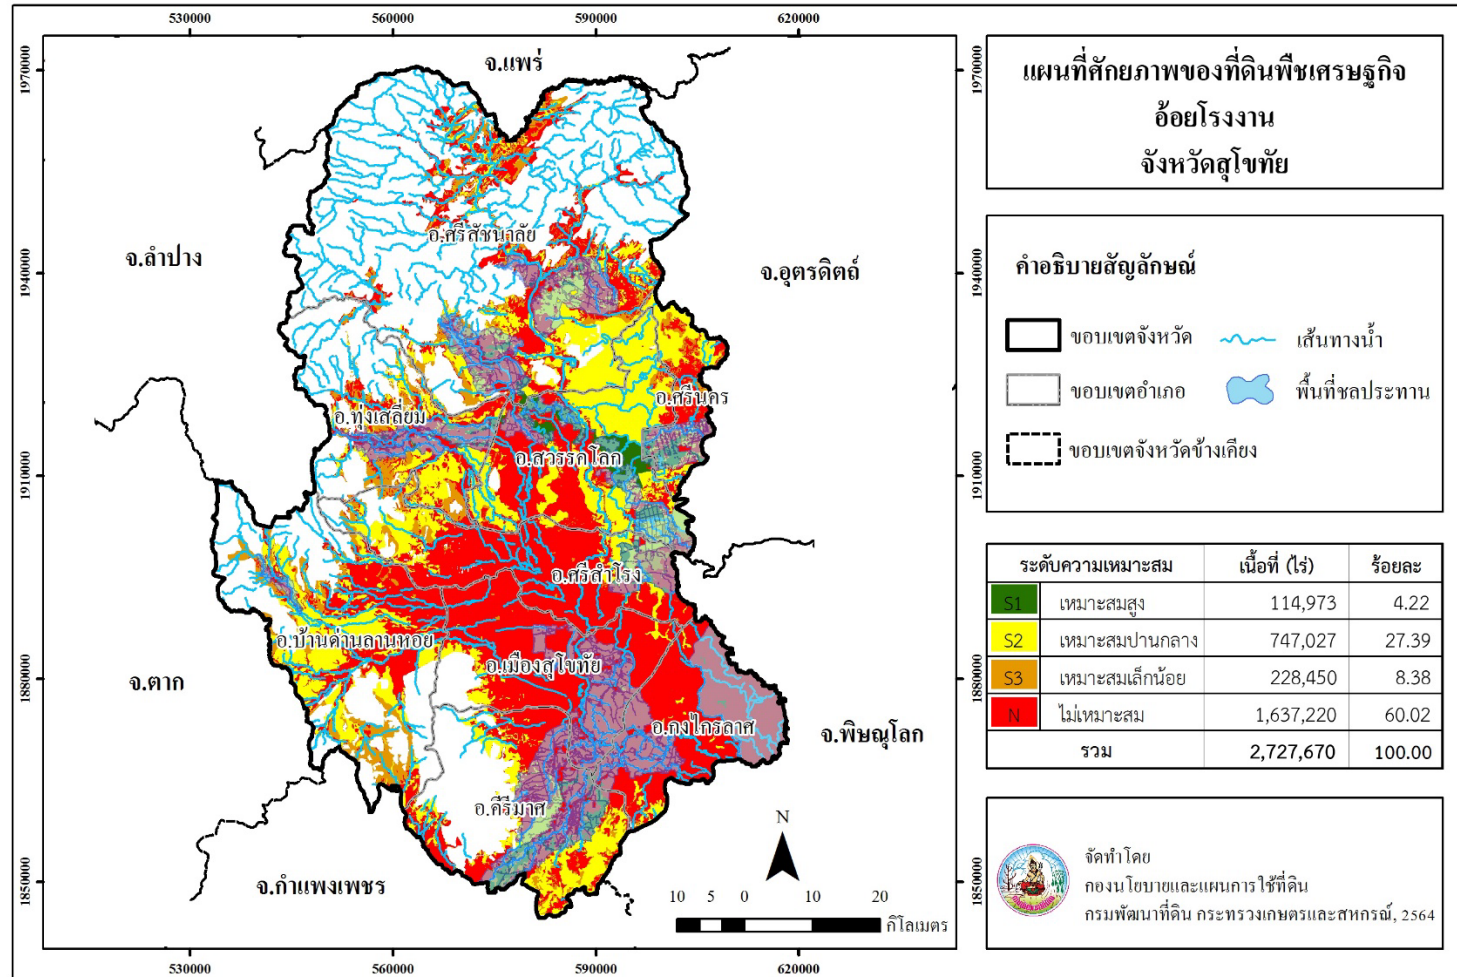 530000 560000 590000 620000
1970000 1970000
1940000 1940000
1910000 1910000
1880000 1880000
1850000 1850000
530000 560000 590000 620000
จ.แพร่
จ.ลำปาง
จ.อุตรดิตถ์
จ.ตาก
จ.พิษณุโลก
จ.กำแพงเพชร
อ.ศรีสัชนาลัย
อ.ศรีนคร
อ.ทุ่งเสลี่ยม
อ.สวรรคโลก
อ.ศรีสำโรง
อ.บ้านด่านลานหอย
อ.เมืองสุโขทัย
อ.กงไกรลาศ
อ.คีรีมาศ
N
10 5 0 10 20
กิโลเมตร
แผนที่ศักยภาพของที่ดินพืชเศรษฐกิจ
อ้อยโรงงาน
จังหวัดสุโขทัย
คำอธิบายสัญลักษณ์
ขอบเขตจังหวัด เส้นทางน้ำ
ขอบเขตอำเภอ พื้นที่ชลประทาน
ขอบเขตจังหวัดข้างเคียง
ระดับความเหมาะสม เนื้อที่ (ไร่) ร้อยละ
S1 เหมาะสมสูง 114,973 4.22
S2 เหมาะสมปานกลาง 747,027 27.39
S3 เหมาะสมเล็กน้อย 228,450 8.38
N ไม่เหมาะสม 1,637,220 60.02
รวม 2,727,670 100.00
จัดทำโดย
กองนโยบายและแผนการใช้ที่ดิน
กรมพัฒนาที่ดิน กระทรวงเกษตรและสหกรณ์, 2564